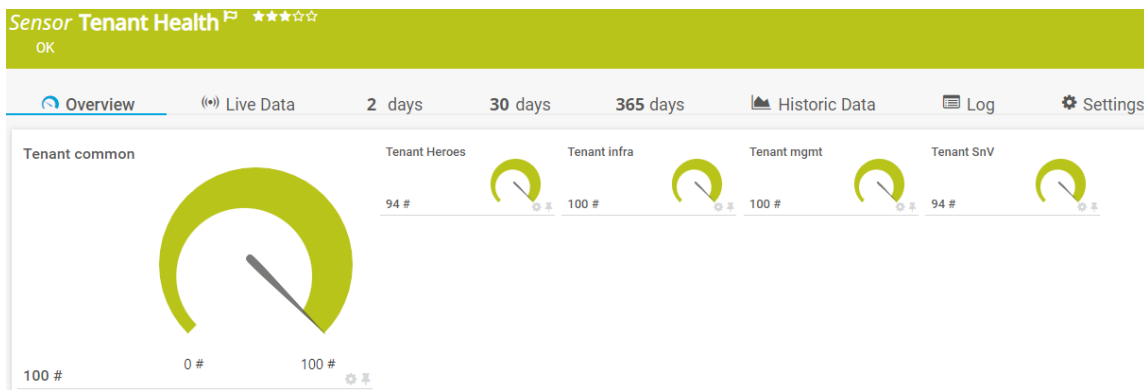 Sensor Tenant Health
OK
Overview
Live Data
2 days
30 days
365 days
Historic Data
Log
Settings
Tenant common
0 #
100 #
100 #
Tenant Heroes
94 #
Tenant infra
100 #
Tenant mgmt
100 #
Tenant SnV
94 #